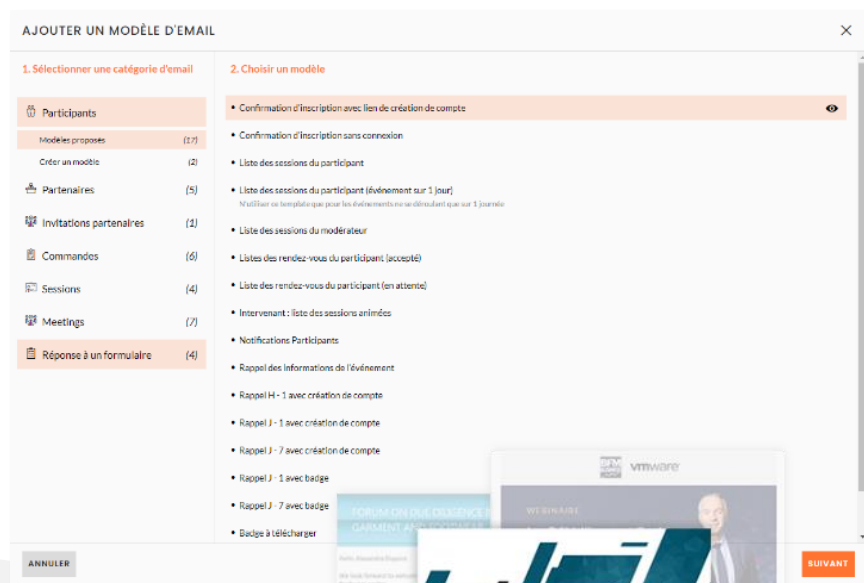 AJOUTER UN MODÈLE D'EMAIL
1. Sélectionner une catégorie d'email
Participants
Modèles proposés (17)
Créer un modèle (2)
Partenaires (5)
Invitations partenaires (1)
Commandes (6)
Sessions (4)
Meetings (7)
Réponse à un formulaire (4)
2. Choisir un modèle
• Confirmation d'inscription avec lien de création de compte
• Confirmation d'inscription sans connexion
• Liste des sessions du participant
• Liste des sessions du participant (événement sur 1 jour)
N'utiliser ce template que pour les événements ne se déroulant que sur 1 journée
• Liste des sessions du modérateur
• Listes des rendez-vous du participant (accepté)
• Liste des rendez-vous du participant (en attente)
• Intervenant : liste des sessions animées
• Notifications Participants
• Rappel des informations de l'événement
• Rappel H - 1 avec création de compte
• Rappel J - 1 avec création de compte
• Rappel J - 7 avec création de compte
• Rappel J - 1 avec badge
• Rappel J - 7 avec badge
• Badge à télécharger
vmware
WEBINAIRE
FORUM ON DUE DILIGENCE
GARMENT AND FOOTWEAR
ANNULER
SUIVANT